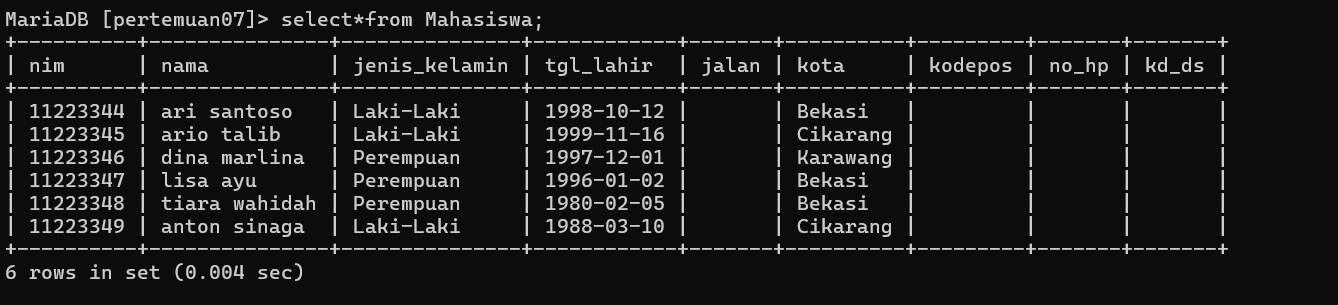 MariaDB [pertemuan07]> select*from Mahasiswa;
+----------+---------------+---------------+------------+-------+----------+---------+-------+-------+
| nim      | nama          | jenis_kelamin | tgl_lahir  | jalan | kota     | kodepos | no_hp | kd_ds |
+----------+---------------+---------------+------------+-------+----------+---------+-------+-------+
| 11223344 | ari santoso   | Laki-Laki     | 1998-10-12 |       | Bekasi   |         |       |       |
| 11223345 | ario talib    | Laki-Laki     | 1999-11-16 |       | Cikarang |         |       |       |
| 11223346 | dina marlina  | Perempuan     | 1997-12-01 |       | Karawang |         |       |       |
| 11223347 | lisa ayu      | Perempuan     | 1996-01-02 |       | Bekasi   |         |       |       |
| 11223348 | tiara wahidah | Perempuan     | 1980-02-05 |       | Bekasi   |         |       |       |
| 11223349 | anton sinaga  | Laki-Laki     | 1988-03-10 |       | Cikarang |         |       |       |
+----------+---------------+---------------+------------+-------+----------+---------+-------+-------+
6 rows in set (0.004 sec)